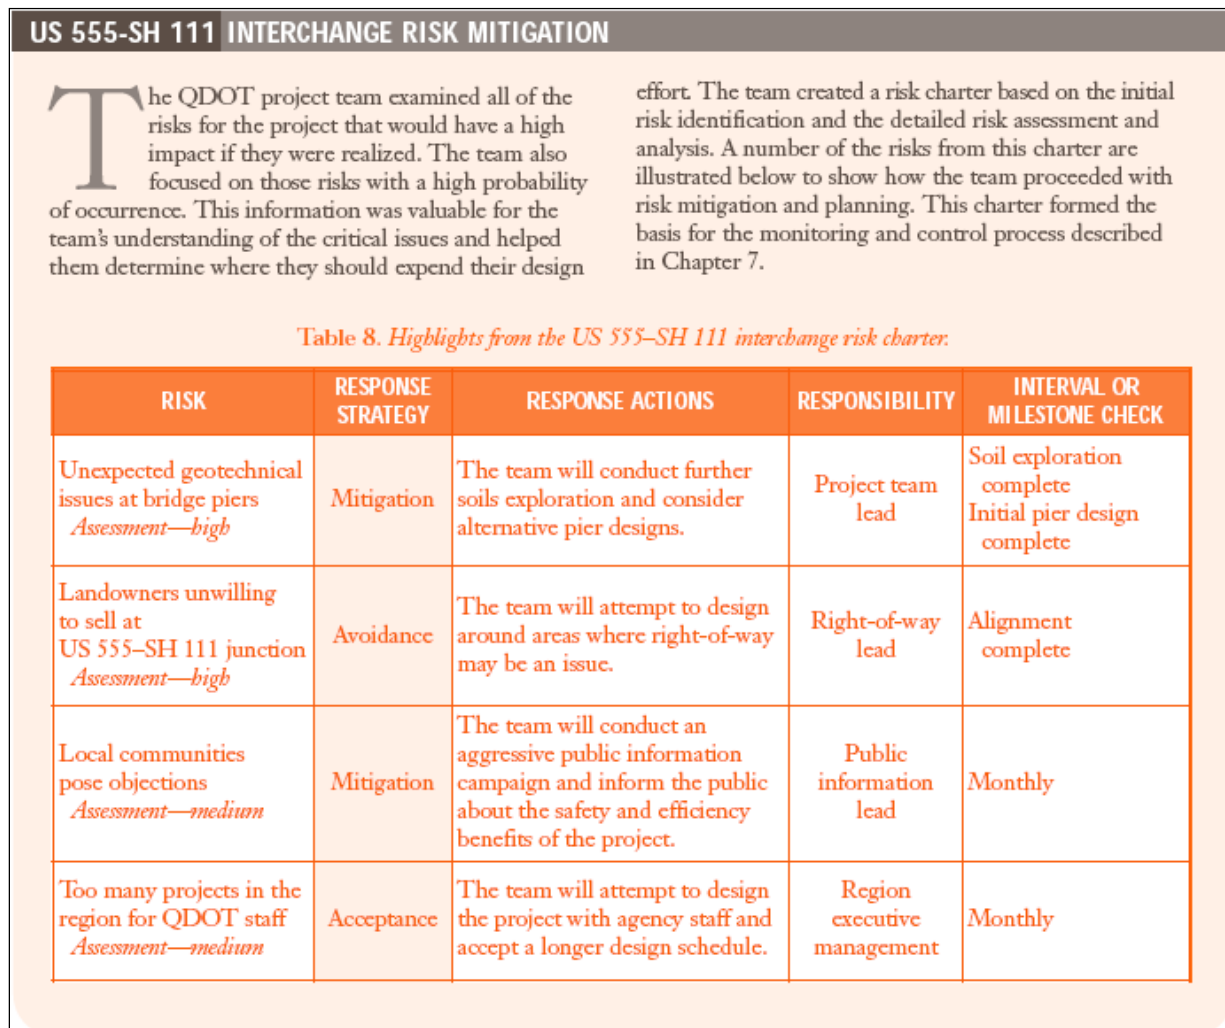 US 555-SH 111 INTERCHANGE RISK MITIGATION
The QDOT project team examined all of the
risks for the project that would have a high
impact if they were realized. The team also
focused on those risks with a high probability
of occurrence. This information was valuable for the
team's understanding of the critical issues and helped
them determine where they should expend their design
effort. The team created a risk charter based on the initial
risk identification and the detailed risk assessment and
analysis. A number of the risks from this charter are
illustrated below to show how the team proceeded with
risk mitigation and planning. This charter formed the
basis for the monitoring and control process described
in Chapter 7.
Table 8. Highlights from the US 555–SH 111 interchange risk charter.
RISK
RESPONSE
STRATEGY
RESPONSE ACTIONS
RESPONSIBILITY
INTERVAL OR
MILESTONE CHECK
Unexpected geotechnical
issues at bridge piers
Assessment—high
Mitigation
The team will conduct further
soils exploration and consider
alternative pier designs.
Project team
lead
Soil exploration
complete
Initial pier design
complete
Landowners unwilling
to sell at
US 555–SH 111 junction
Assessment—high
Avoidance
The team will attempt to design
around areas where right-of-way
may be an issue.
Right-of-way
lead
Alignment
complete
Local communities
pose objections
Assessment—medium
Mitigation
The team will conduct an
aggressive public information
campaign and inform the public
about the safety and efficiency
benefits of the project.
Public
information
lead
Monthly
Too many projects in the
region for QDOT staff
Assessment—medium
Acceptance
The team will attempt to design
the project with agency staff and
accept a longer design schedule.
Region
executive
management
Monthly